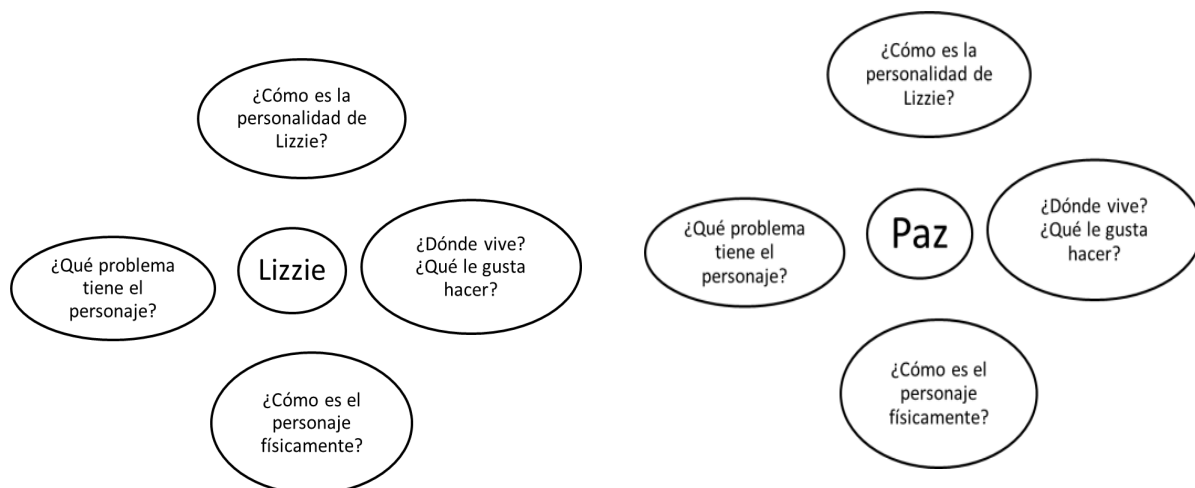 ¿Cómo es la
personalidad de
Lizzie?
¿Qué problema
tiene el
personaje?
Lizzie
¿Dónde vive?
¿Qué le gusta
hacer?
¿Cómo es el
personaje
físicamente?
¿Cómo es la
personalidad de
Lizzie?
¿Qué problema
tiene el
personaje?
Paz
¿Dónde vive?
¿Qué le gusta
hacer?
¿Cómo es el
personaje
físicamente?